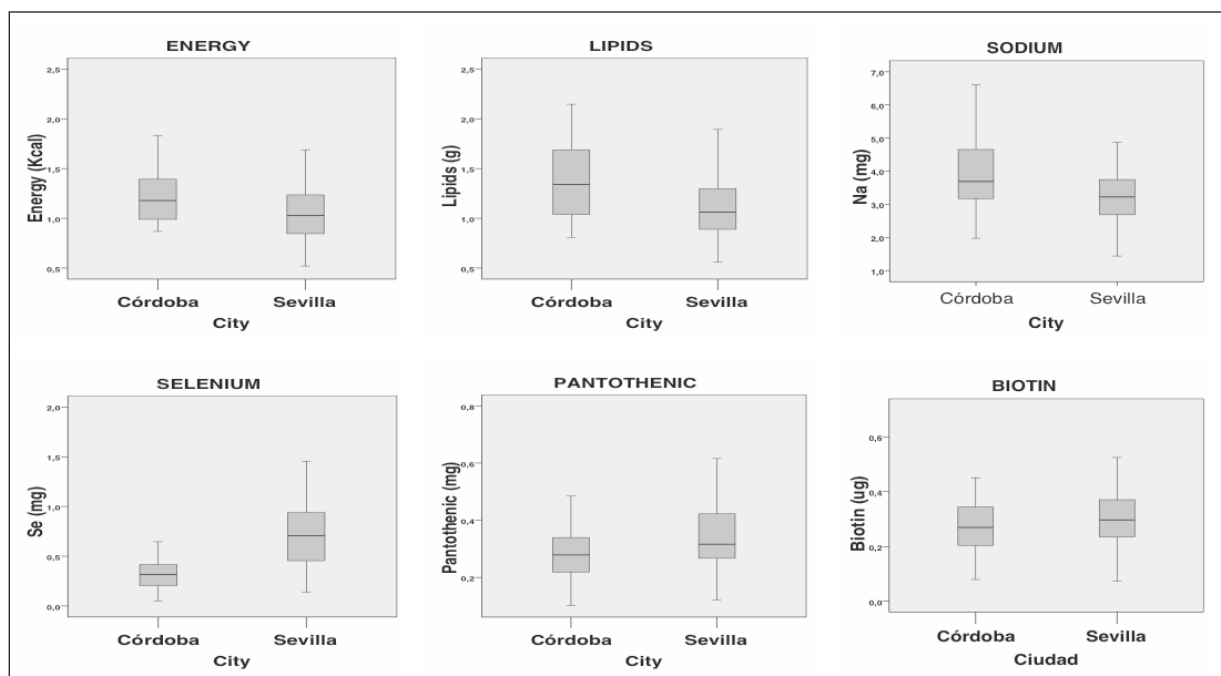 ENERGY
2,5
2,0
1,5
1,0
0,5
Energy (Kcal)
Córdoba Sevilla
City
LIPIDS
2,5
2,0
1,5
1,0
0,5
Lipids (g)
Córdoba Sevilla
City
SODIUM
7,0
6,0
5,0
4,0
3,0
2,0
1,0
Na (mg)
Córdoba Sevilla
City
SELENIUM
2,0
1,5
1,0
0,5
0,0
Se (mg)
Córdoba Sevilla
City
PANTOTHENIC
0,8
0,6
0,4
0,2
Pantothenic (mg)
Córdoba Sevilla
City
BIOTIN
0,6
0,4
0,2
0,0
Biotin (ug)
Córdoba Sevilla
Ciudad